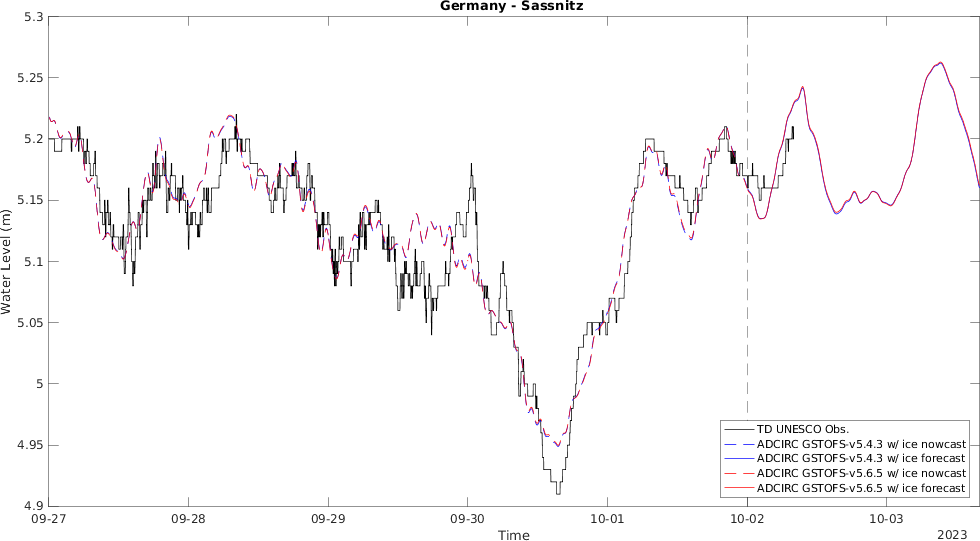 Germany - Sassnitz
5.3
5.25
5.2
5.15
5.1
5.05
5
4.95
4.9
Water Level (m)
TD UNESCO Obs.
ADCIRC GSTOFS-v5.4.3 w/ ice nowcast
ADCIRC GSTOFS-v5.4.3 w/ ice forecast
ADCIRC GSTOFS-v5.6.5 w/ ice nowcast
ADCIRC GSTOFS-v5.6.5 w/ ice forecast
09-27 09-28 09-29 09-30 10-01 10-02 10-03
Time
2023